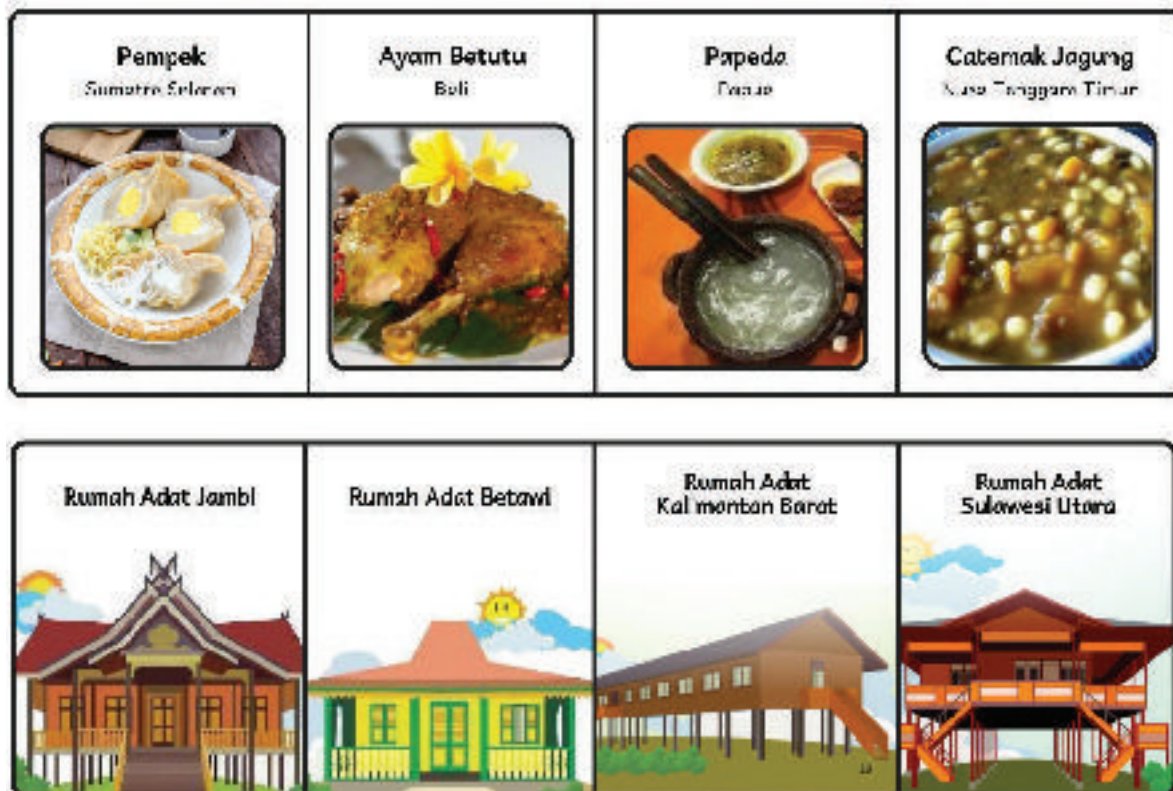 Pempek
Sumatra Selatan
Ayam Betutu
Bali
Papeda
Papua
Catemak Jagung
Nusa Tenggara Timur
Rumah Adat Jambi
Rumah Adat Betawi
Rumah Adat
Kalimantan Barat
Rumah Adat
Sulawesi Utara